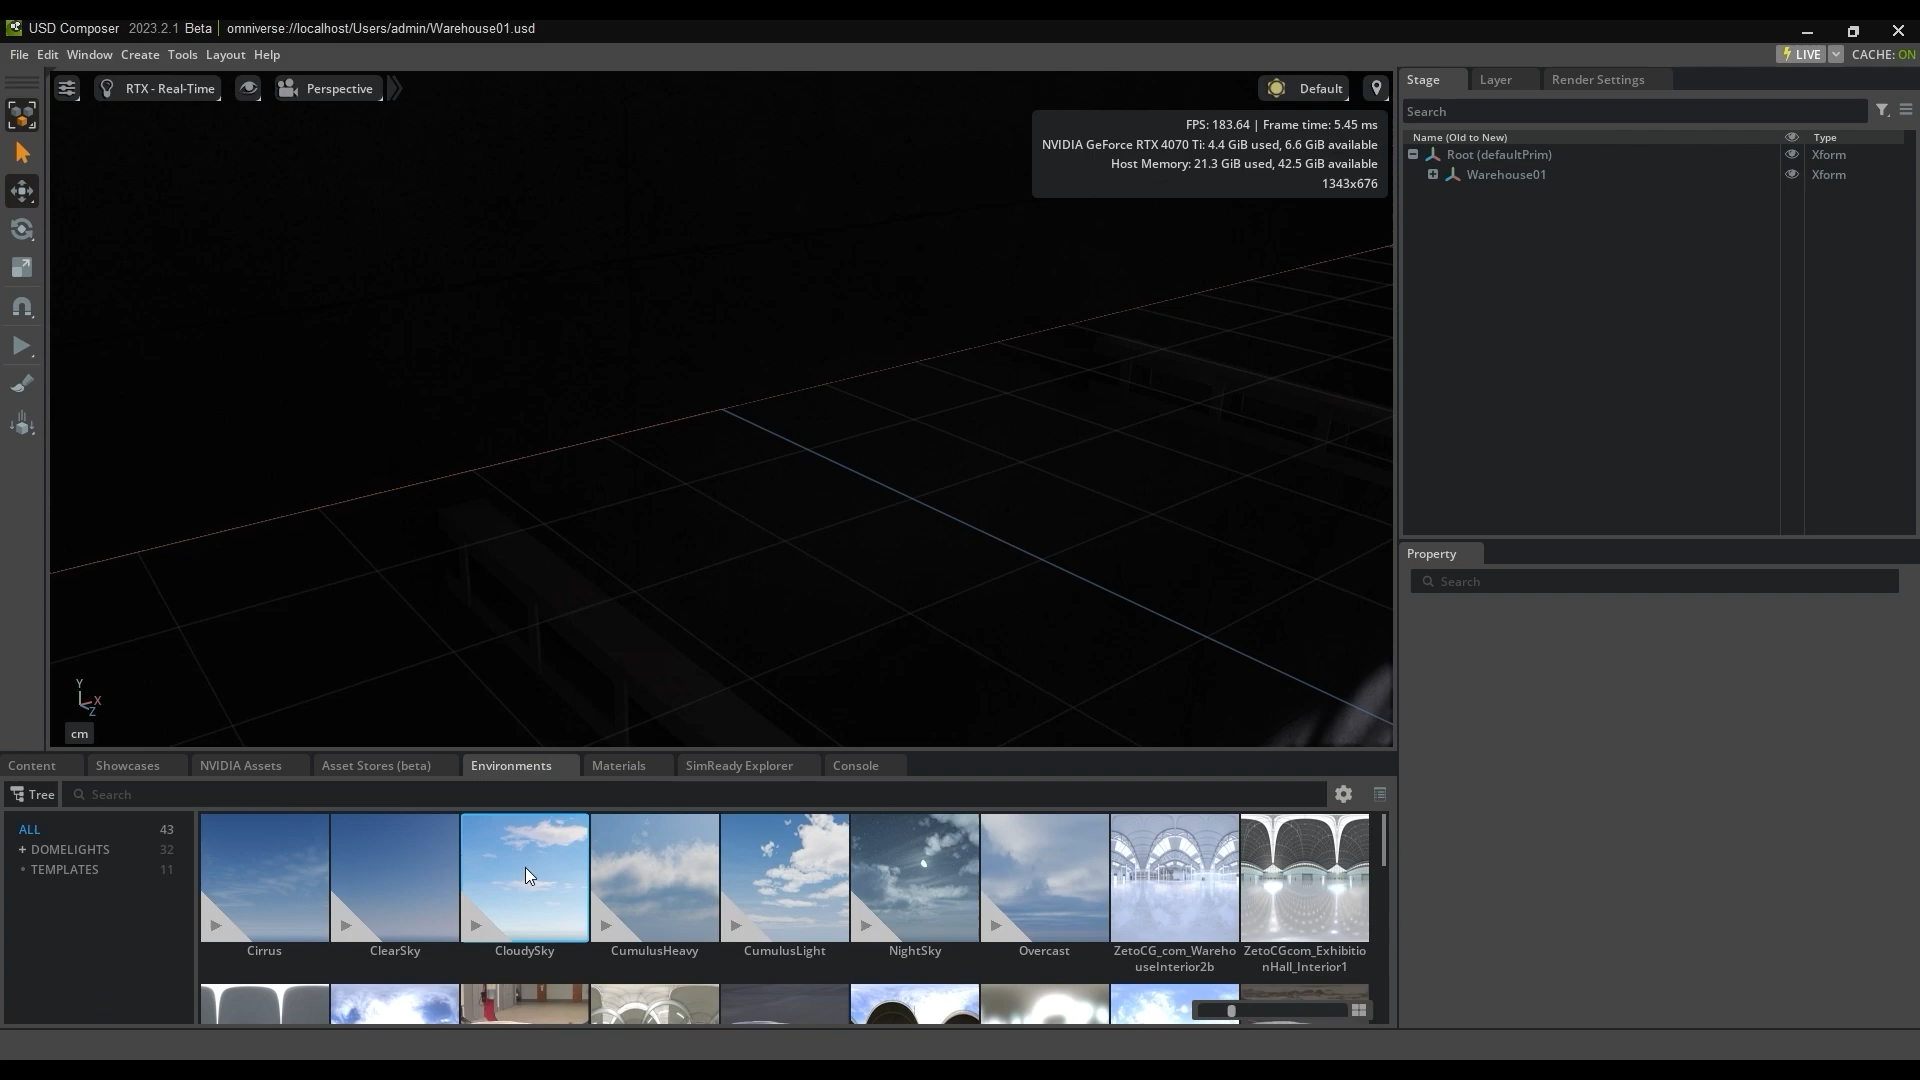 USD Composer 2023.2.1 Beta omniverse://localhost/Users/admin/Warehouse01.usd
File Edit Window Create Tools Layout Help
LIVE CACHE: ON
RTX - Real-Time Perspective Default
FPS: 183.64 | Frame time: 5.45 ms
NVIDIA GeForce RTX 4070 Ti: 4.4 GiB used, 6.6 GiB available
Host Memory: 21.3 GiB used, 42.5 GiB available
1343x676
Y
X
Z
cm
Stage Layer Render Settings
Search
Name (Old to New) Type
Root (defaultPrim) Xform
Warehouse01 Xform
Property
Search
Content Showcases NVIDIA Assets Asset Stores (beta) Environments Materials SimReady Explorer Console
Tree Search
ALL 43
+ DOMELIGHTS 32
• TEMPLATES 11
Cirrus ClearSky CloudySky CumulusHeavy CumulusLight NightSky Overcast ZetoCG_com_Wareho ZetoCGcom_Exhibitio
useInterior2b nHall_Interior1